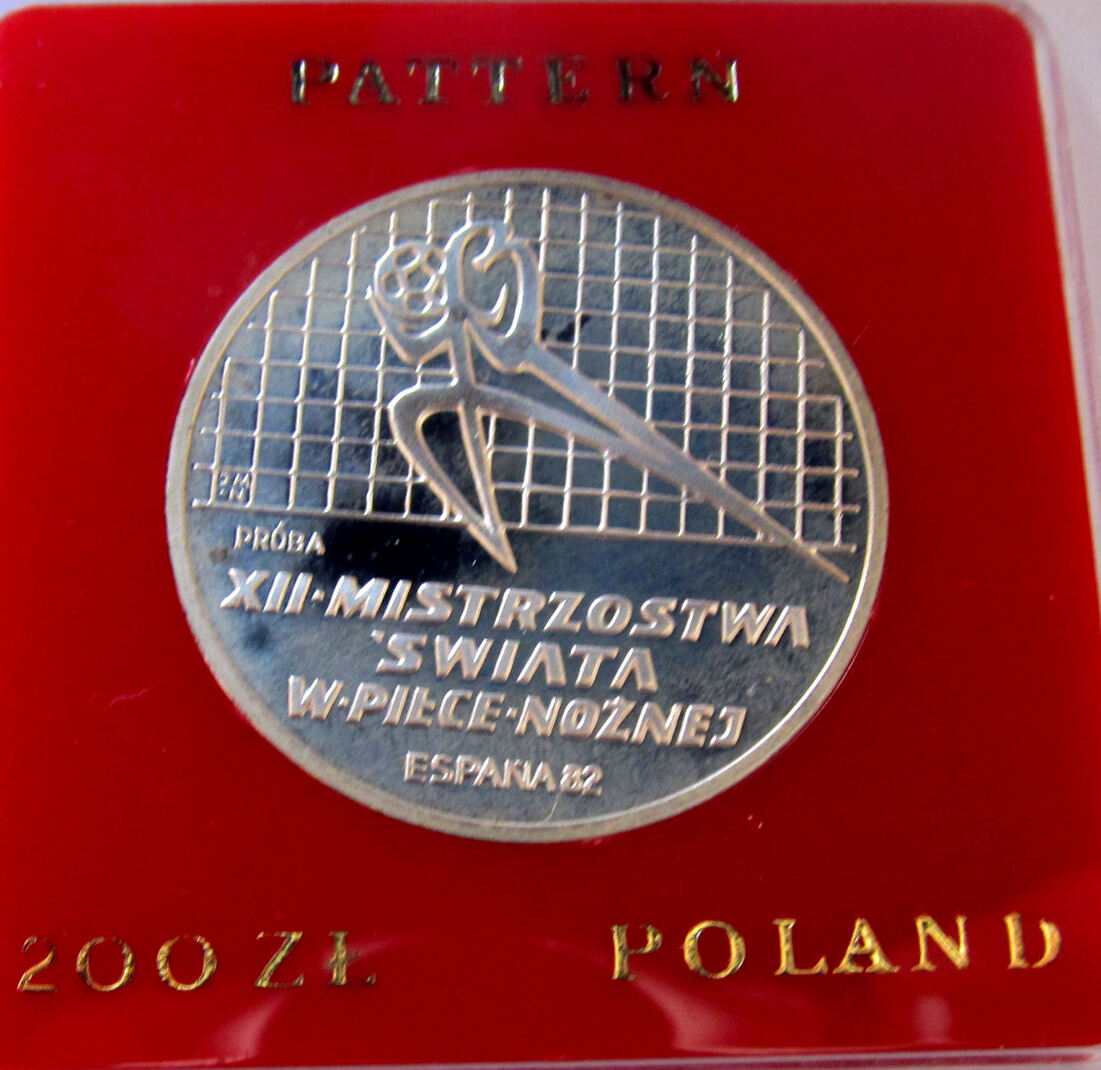 PATTERN
PRÓBA
XII·MISTRZOSTWA
ŚWIATA
W·PIŁCE·NOŻNEJ
ESPAÑA 82
200 ZŁ POLAND